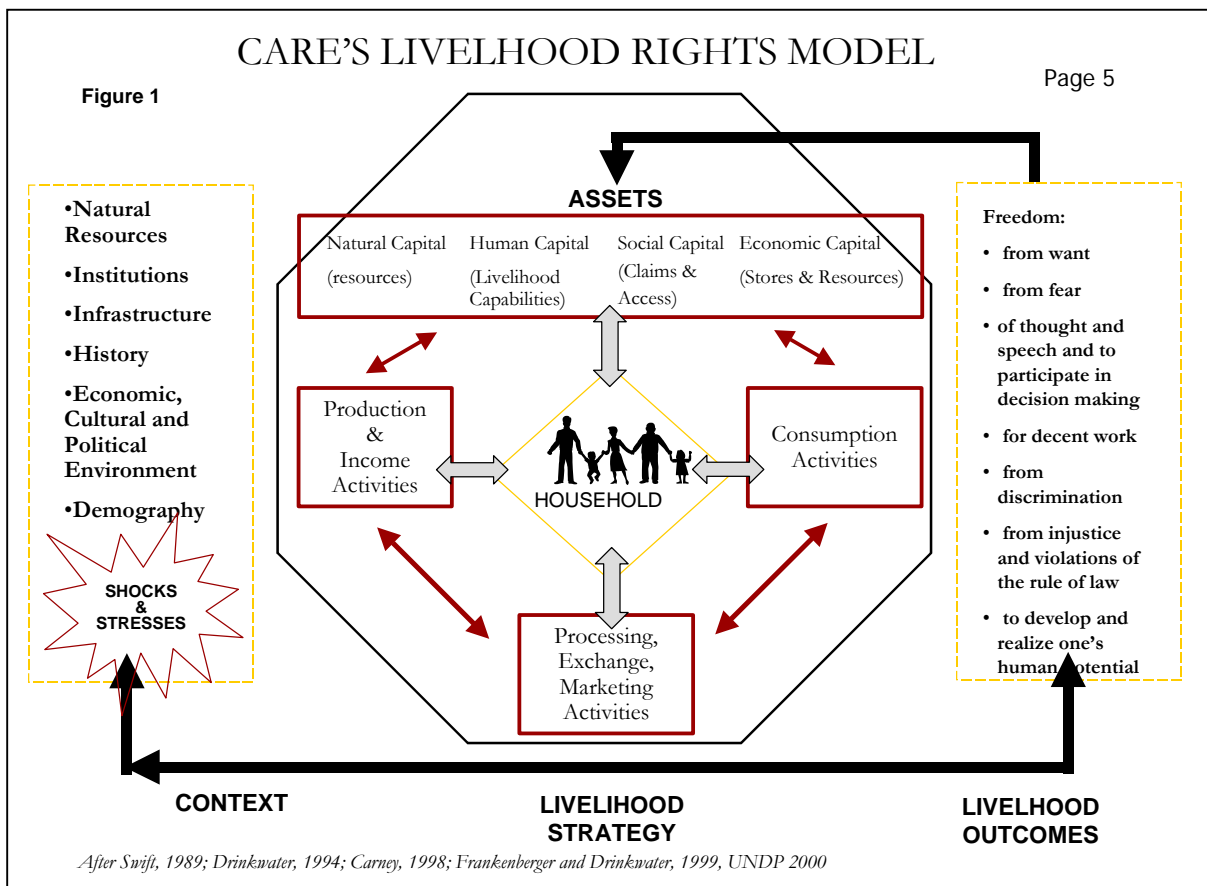 CARE'S LIVELHOOD RIGHTS MODEL
Page 5
Figure 1
•Natural
Resources
•Institutions
•Infrastructure
•History
•Economic,
Cultural and
Political
Environment
•Demography
SHOCKS
&
STRESSES
ASSETS
Natural Capital
(resources)
Human Capital
(Livelihood
Capabilities)
Social Capital
(Claims &
Access)
Economic Capital
(Stores & Resources)
Production
&
Income
Activities
HOUSEHOLD
Consumption
Activities
Processing,
Exchange,
Marketing
Activities
Freedom:
• from want
• from fear
• of thought and
speech and to
participate in
decision making
• for decent work
• from
discrimination
• from injustice
and violations of
the rule of law
• to develop and
realize one's
human potential
CONTEXT
LIVELIHOOD
STRATEGY
LIVELHOOD
OUTCOMES
After Swift, 1989; Drinkwater, 1994; Carney, 1998; Frankenberger and Drinkwater, 1999, UNDP 2000